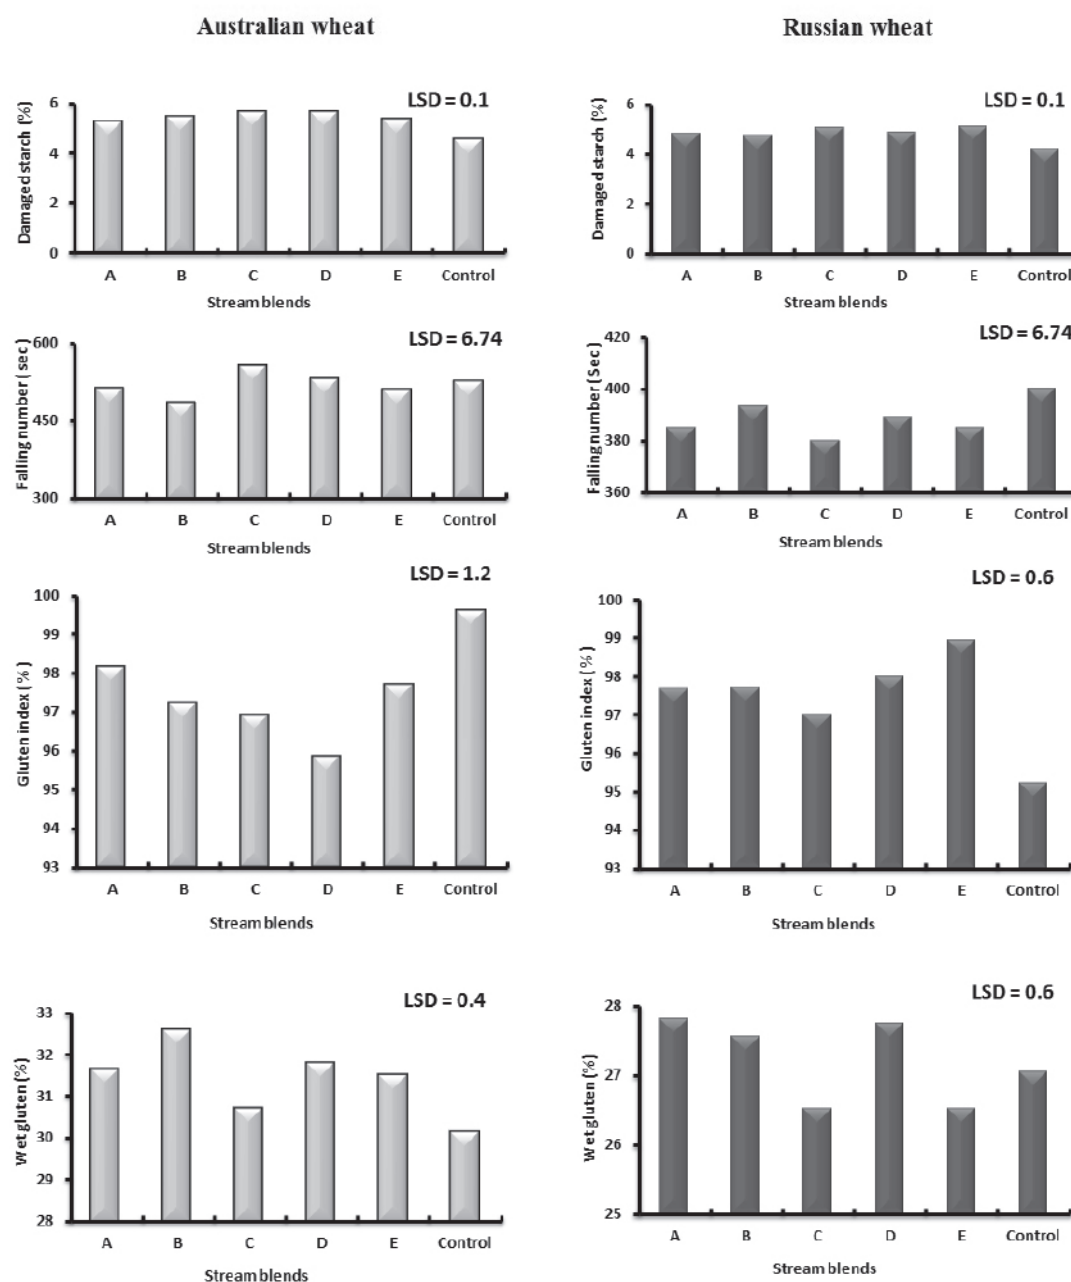 Australian wheat
Russian wheat
LSD = 0.1
Damaged starch (%)
6
4
2
0
A B C D E Control
Stream blends
LSD = 0.1
Damaged starch (%)
6
4
2
0
A B C D E Control
Stream blends
LSD = 6.74
Falling number ( sec)
600
450
300
A B C D E Control
Stream blends
LSD = 6.74
Falling number (Sec)
420
400
380
360
A B C D E Control
Stream blends
LSD = 1.2
Gluten index (%)
100
99
98
97
96
95
94
93
A B C D E Control
Stream blends
LSD = 0.6
Gluten index (%)
100
99
98
97
96
95
94
93
A B C D E Control
Stream blends
LSD = 0.4
Wet gluten (%)
33
32
31
30
29
28
A B C D E Control
Stream blends
LSD = 0.6
Wet gluten (%)
28
27
26
25
A B C D E Control
Stream blends